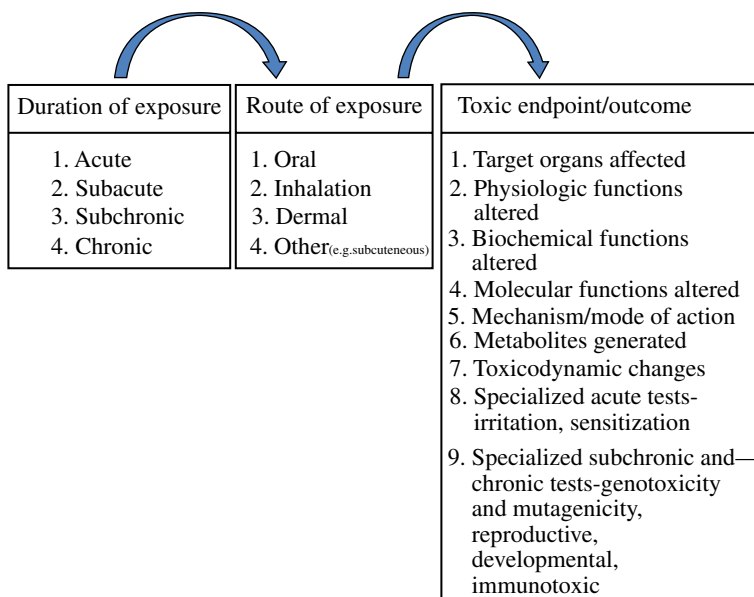 Duration of exposure
1. Acute
2. Subacute
3. Subchronic
4. Chronic
Route of exposure
1. Oral
2. Inhalation
3. Dermal
4. Other(e.g.subcuteneous)
Toxic endpoint/outcome
1. Target organs affected
2. Physiologic functions
altered
3. Biochemical functions
altered
4. Molecular functions altered
5. Mechanism/mode of action
6. Metabolites generated
7. Toxicodynamic changes
8. Specialized acute tests-
irritation, sensitization
9. Specialized subchronic and—
chronic tests-genotoxicity
and mutagenicity,
reproductive,
developmental,
immunotoxic